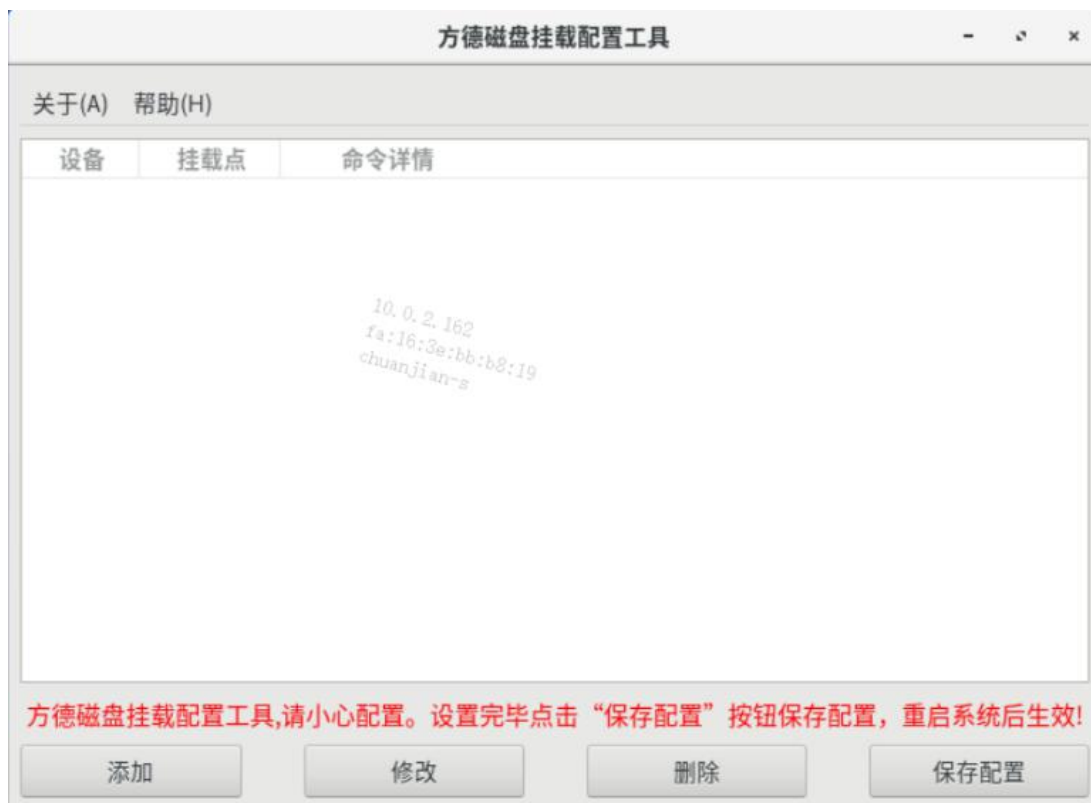 方德磁盘挂载配置工具
关于(A) 帮助(H)
设备 挂载点 命令详情
10.0.2.162
fa:16:3e:bb:b8:19
chuanjian-s
方德磁盘挂载配置工具,请小心配置。设置完毕点击“保存配置”按钮保存配置，重启系统后生效!
添加 修改 删除 保存配置